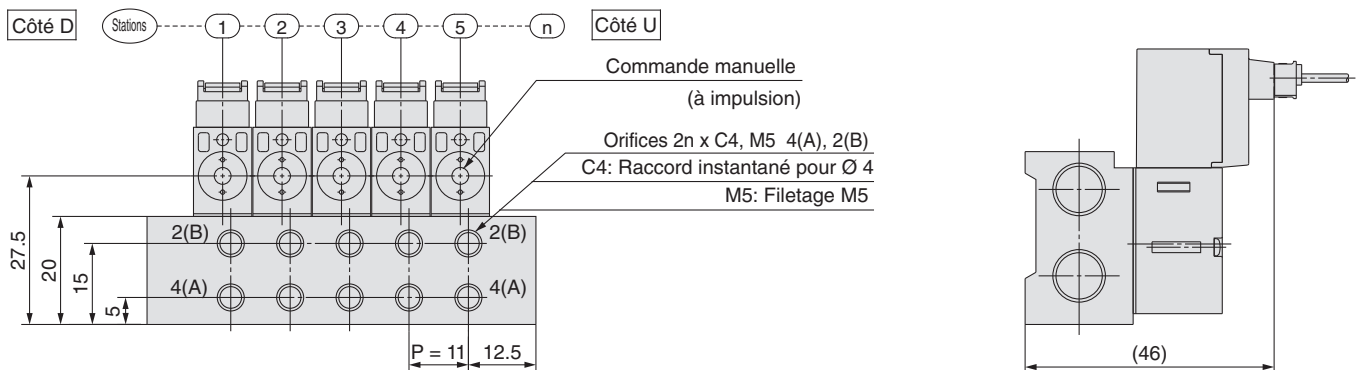 Côté D
Stations
1
2
3
4
5
n
Côté U
Commande manuelle
(à impulsion)
Orifices 2n x C4, M5 4(A), 2(B)
C4: Raccord instantané pour Ø 4
M5: Filetage M5
2(B)
2(B)
4(A)
4(A)
27.5
20
15
5
P = 11
12.5
(46)